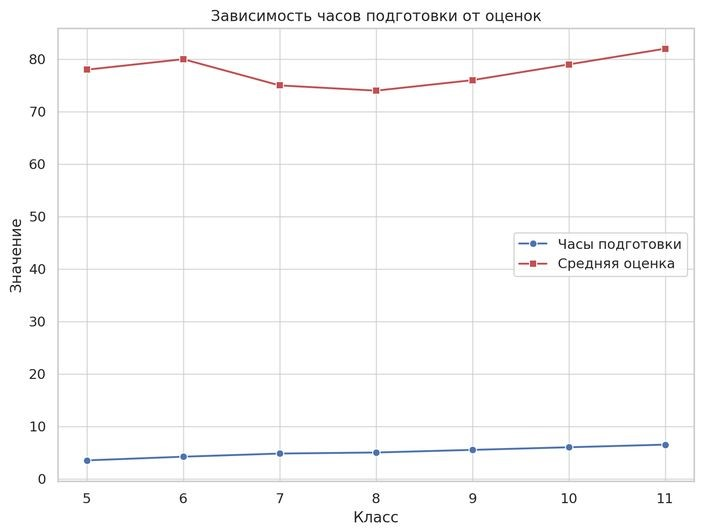 Зависимость часов подготовки от оценок
Значение
80
70
60
50
40
30
20
10
0
Часы подготовки
Средняя оценка
5 6 7 8 9 10 11
Класс